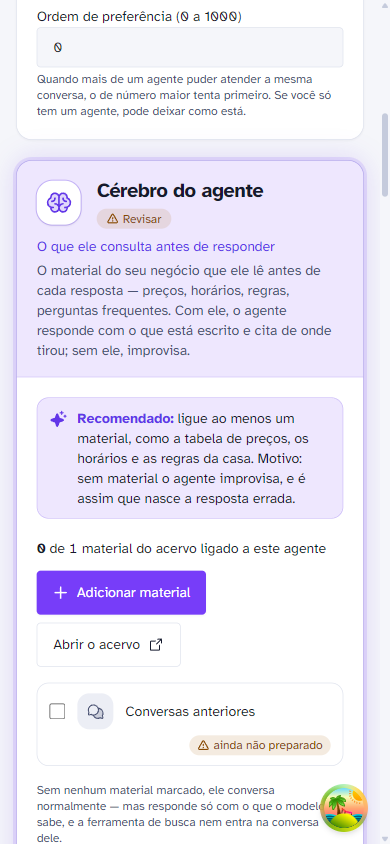 Ordem de preferência (0 a 1000)
0
Quando mais de um agente puder atender a mesma
conversa, o de número maior tenta primeiro. Se você só
tem um agente, pode deixar como está.
Cérebro do agente
Revisar
O que ele consulta antes de responder
O material do seu negócio que ele lê antes de
cada resposta — preços, horários, regras,
perguntas frequentes. Com ele, o agente
responde com o que está escrito e cita de onde
tirou; sem ele, improvisa.
Recomendado: ligue ao menos um
material, como a tabela de preços, os
horários e as regras da casa. Motivo:
sem material o agente improvisa, e é
assim que nasce a resposta errada.
0 de 1 material do acervo ligado a este agente
Adicionar material
Abrir o acervo
Conversas anteriores
ainda não preparado
Sem nenhum material marcado, ele conversa
normalmente — mas responde só com o que o
sabe, e a ferramenta de busca nem entra na conversa
dele.